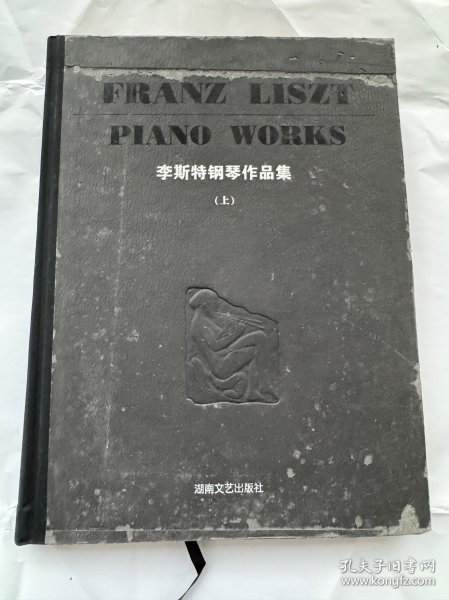 FRANZ LISZT
PIANO WORKS
李斯特钢琴作品集
(上)
湖南文艺出版社
孔夫子旧书网
www.kongfz.com